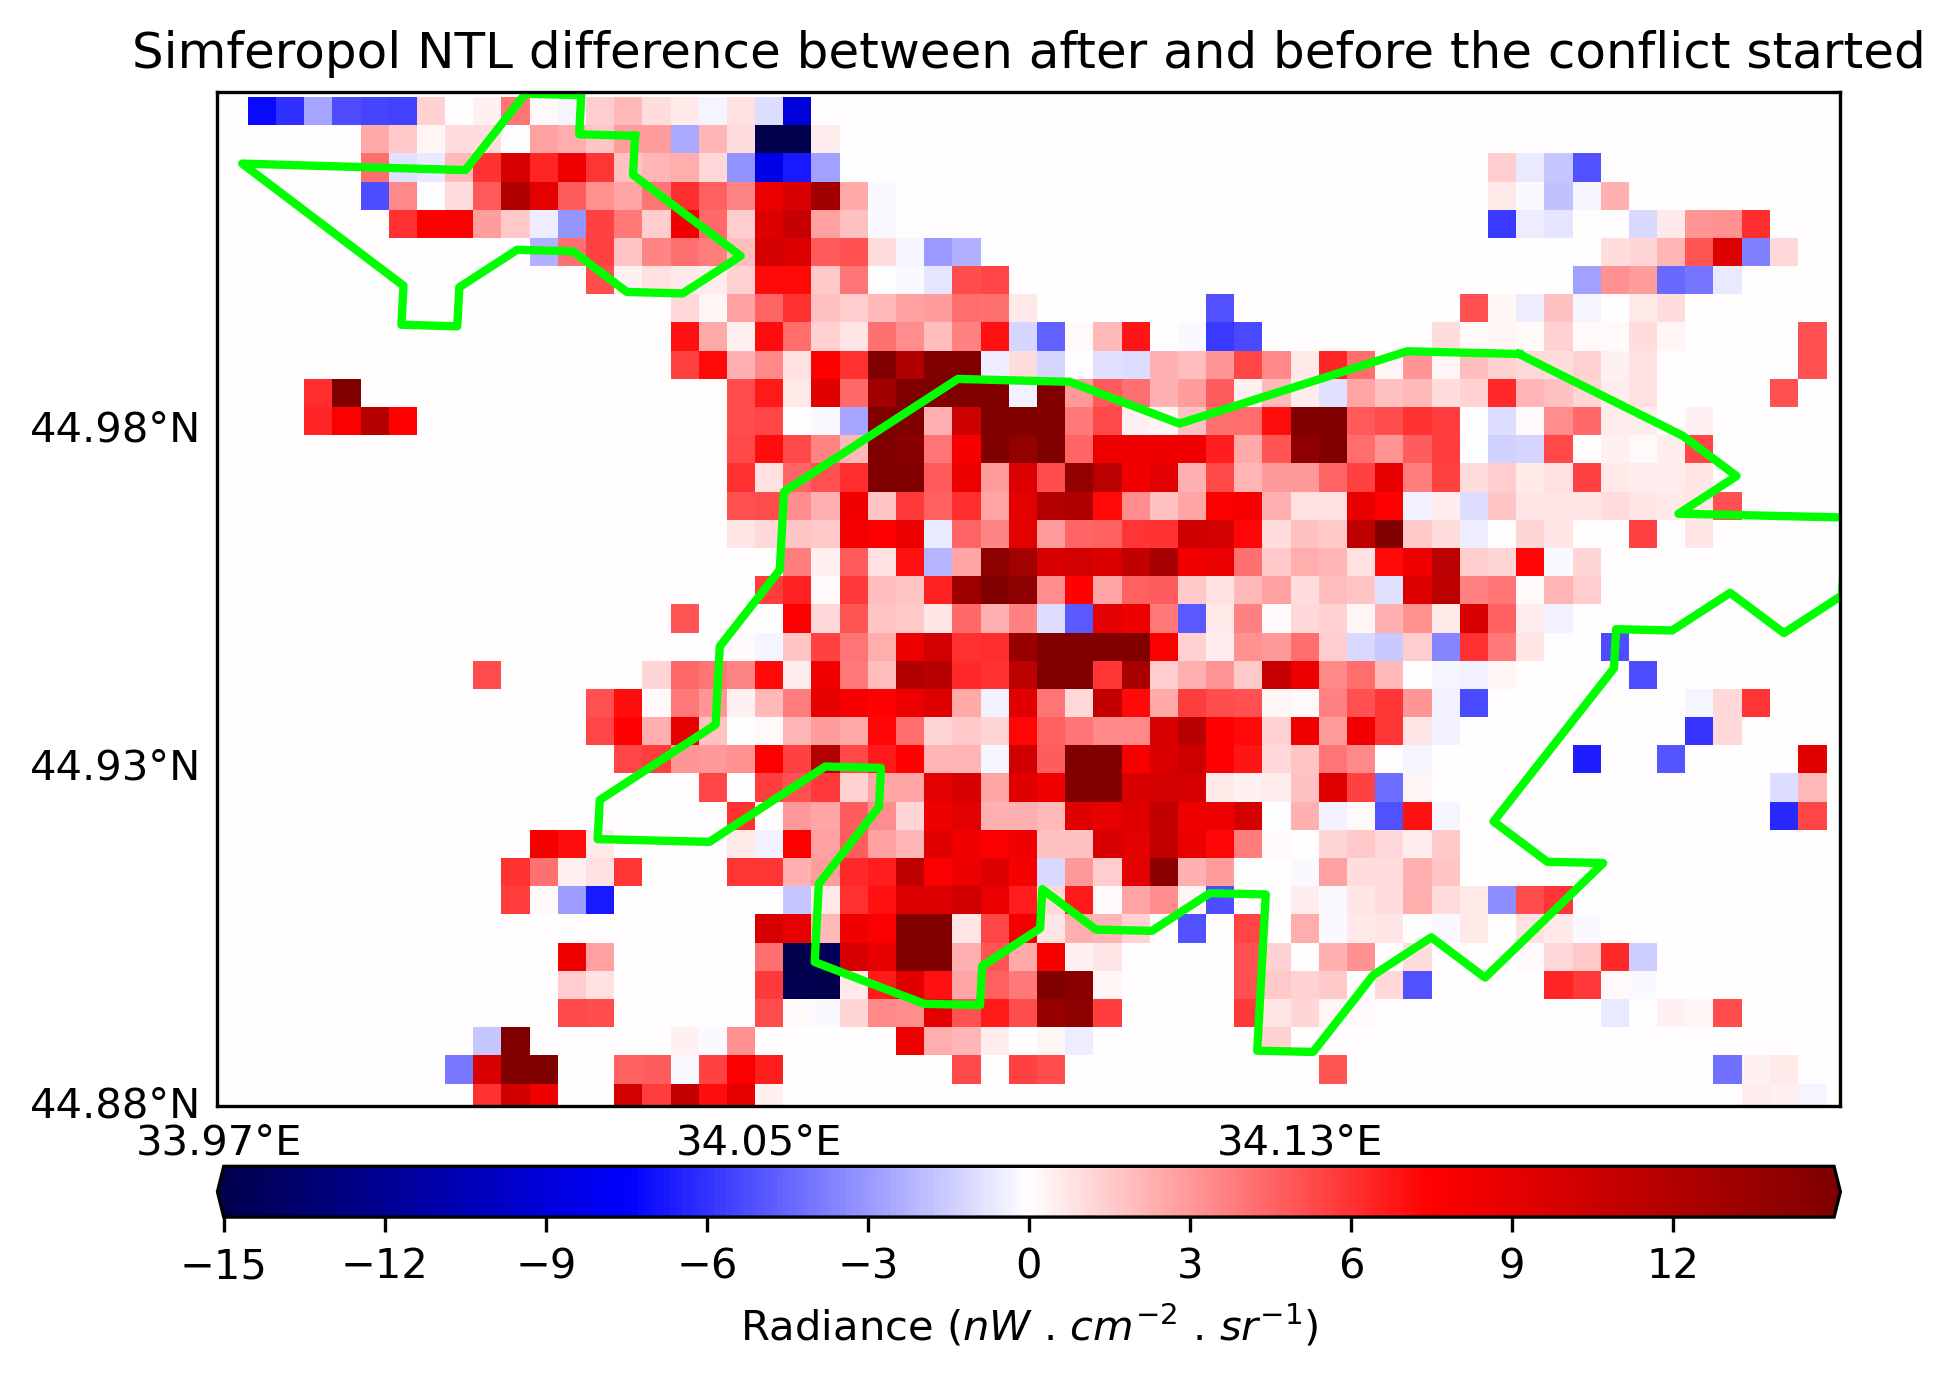 Simferopol NTL difference between after and before the conflict started
44.98°N
44.93°N
44.88°N
33.97°E 34.05°E 34.13°E
−15 −12 −9 −6 −3 0 3 6 9 12
Radiance (nW . cm⁻² . sr⁻¹)